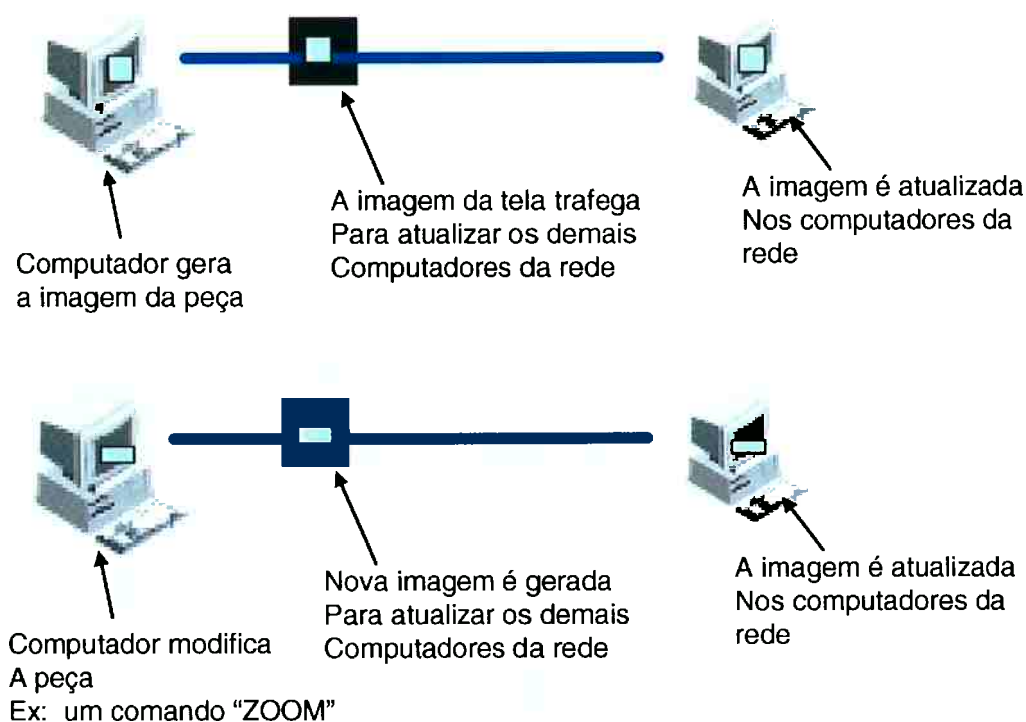 A imagem da tela trafega
Para atualizar os demais
Computadores da rede
A imagem é atualizada
Nos computadores da
rede
Computador gera
a imagem da peça
Nova imagem é gerada
Para atualizar os demais
Computadores da rede
A imagem é atualizada
Nos computadores da
rede
Computador modifica
A peça
Ex: um comando “ZOOM”